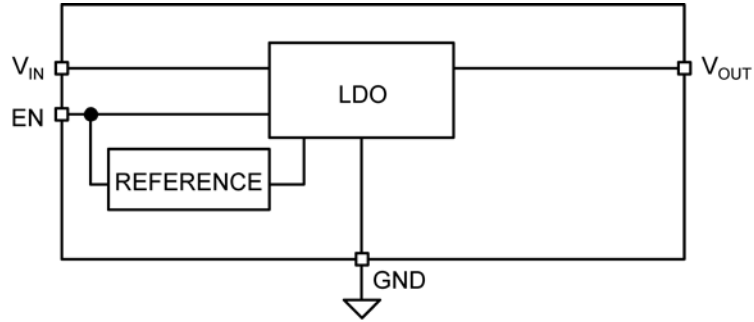 VIN
LDO
VOUT
EN
REFERENCE
GND